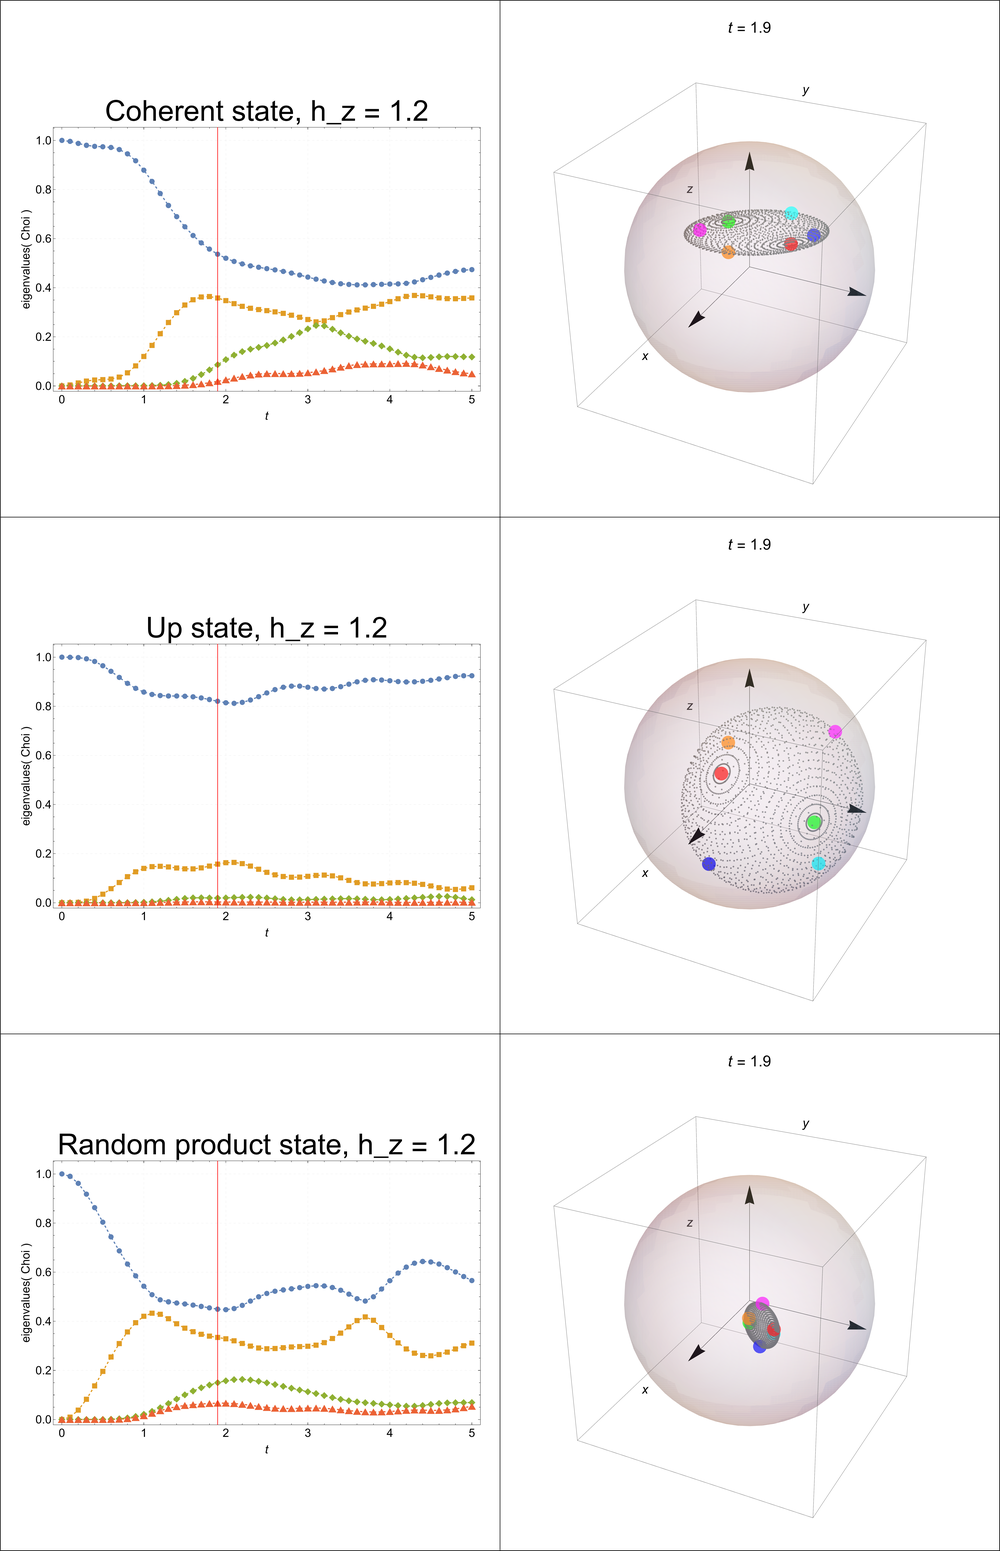 t = 1.9
y
Coherent state, h_z = 1.2
1.0
0.8
0.6
0.4
0.2
0.0
eigenvalues( Choi )
0 1 2 3 4 5
t
z
x
t = 1.9
y
Up state, h_z = 1.2
1.0
0.8
0.6
0.4
0.2
0.0
eigenvalues( Choi )
0 1 2 3 4 5
t
z
x
t = 1.9
y
Random product state, h_z = 1.2
1.0
0.8
0.6
0.4
0.2
0.0
eigenvalues( Choi )
0 1 2 3 4 5
t
z
x